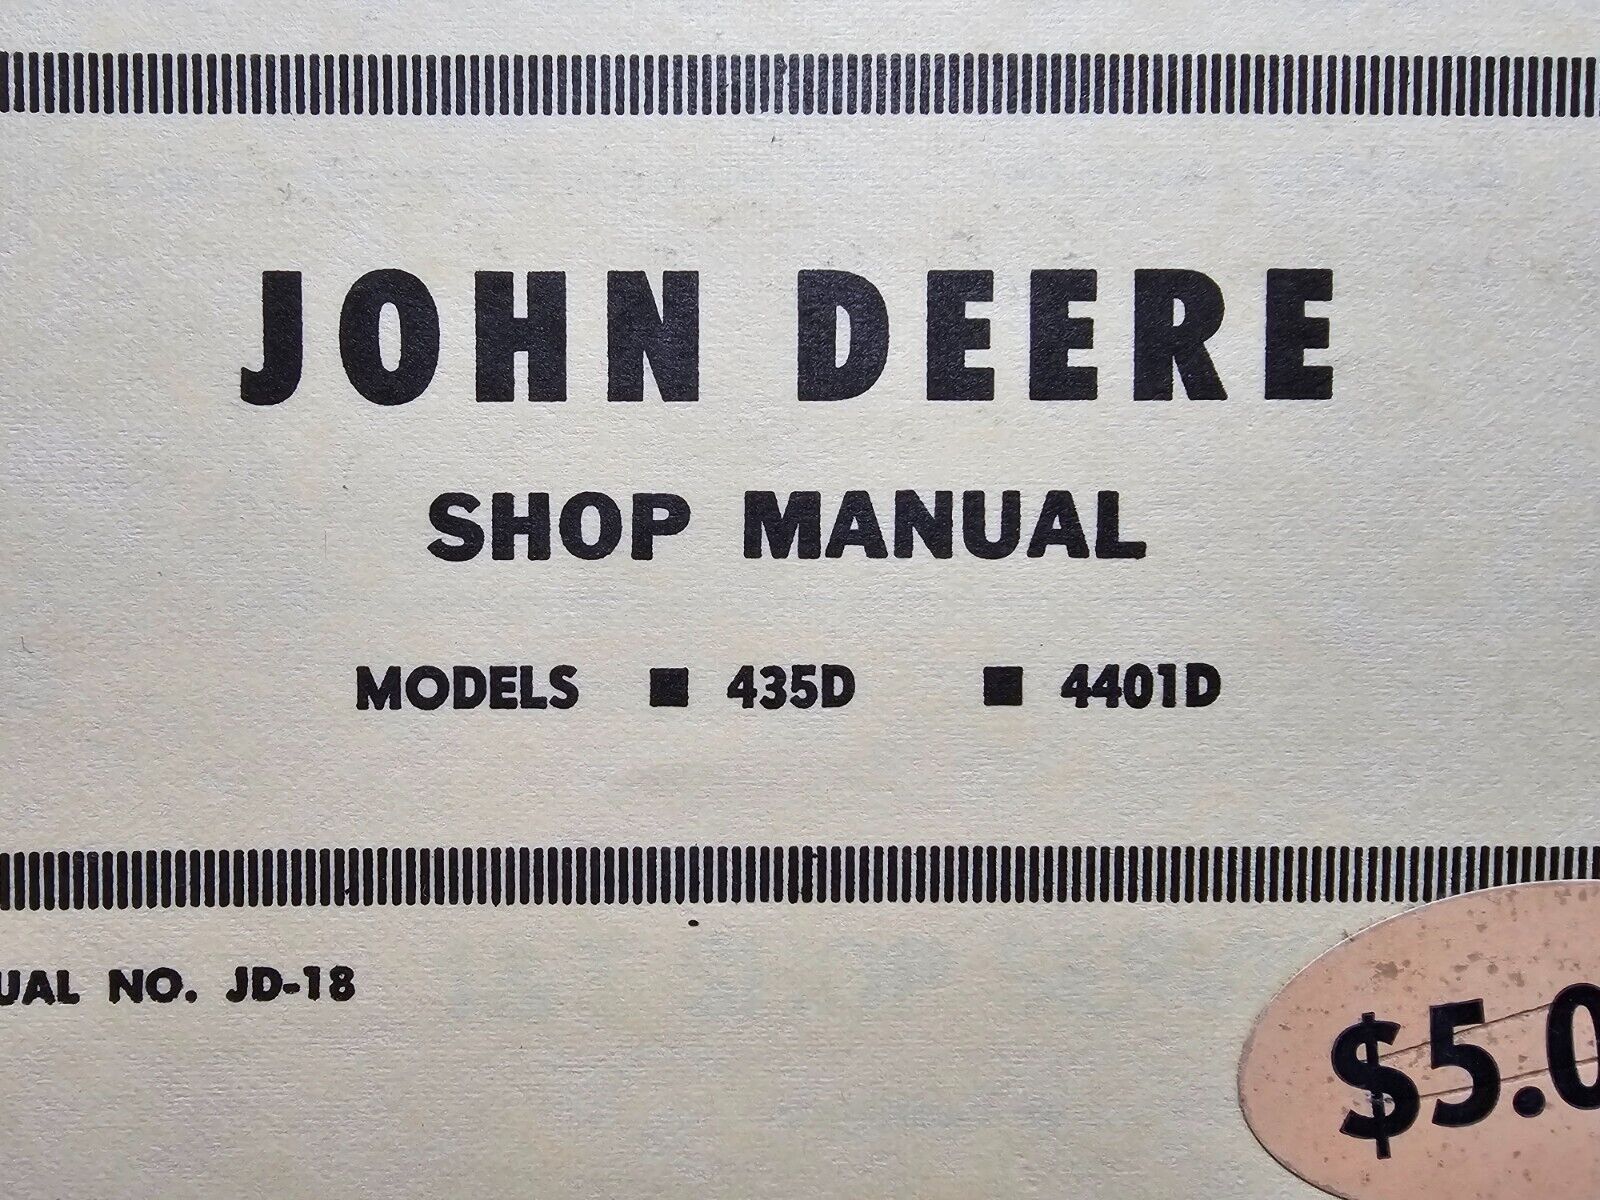 JOHN DEERE
SHOP MANUAL
MODELS ■ 435D ■ 4401D
UAL NO. JD-18
$5.0